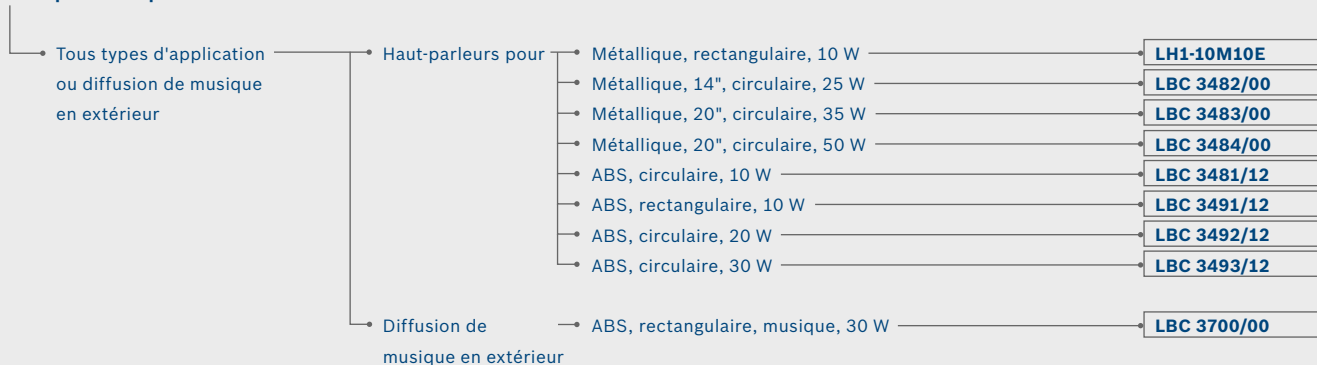 Tous types d'application
ou diffusion de musique
en extérieur
Haut-parleurs pour
Métallique, rectangulaire, 10 W
LH1-10M10E
Métallique, 14", circulaire, 25 W
LBC 3482/00
Métallique, 20", circulaire, 35 W
LBC 3483/00
Métallique, 20", circulaire, 50 W
LBC 3484/00
ABS, circulaire, 10 W
LBC 3481/12
ABS, rectangulaire, 10 W
LBC 3491/12
ABS, circulaire, 20 W
LBC 3492/12
ABS, circulaire, 30 W
LBC 3493/12
Diffusion de
musique en extérieur
ABS, rectangulaire, musique, 30 W
LBC 3700/00